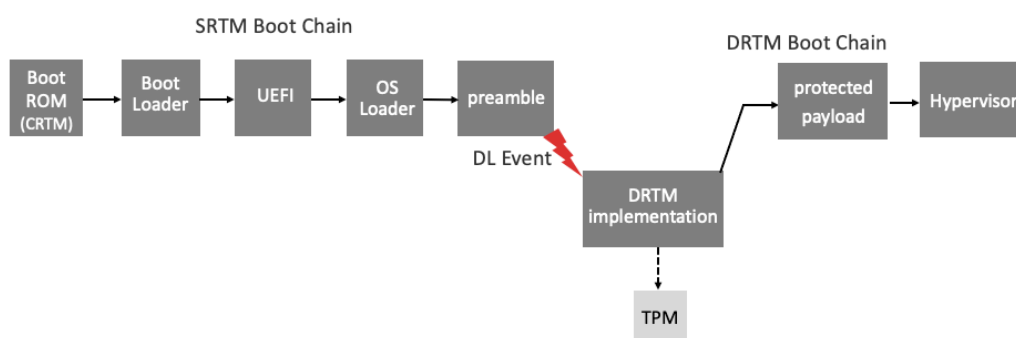 SRTM Boot Chain
DRTM Boot Chain
Boot
ROM
(CRTM)
Boot
Loader
UEFI
OS
Loader
preamble
DL Event
DRTM
implementation
TPM
protected
payload
Hypervisor